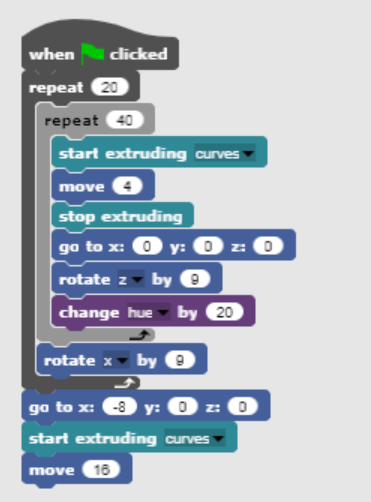 when clicked
repeat 20
repeat 40
start extruding curves
move 4
stop extruding
go to x: 0 y: 0 z: 0
rotate z by 9
change hue by 20
rotate x by 9
go to x: -8 y: 0 z: 0
start extruding curves
move 16